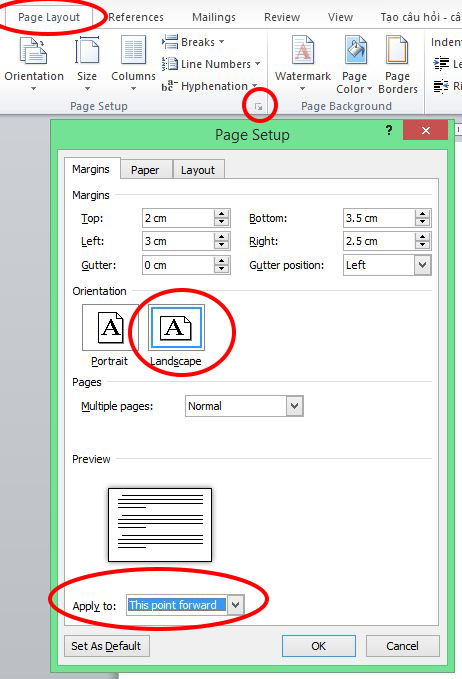 Page Layout References Mailings Review View Tạo câu hỏi - câ
Orientation Size Columns Breaks Line Numbers Hyphenation Watermark Page Color Page Borders Inden
Page Setup Page Background
Page Setup ?
Margins Paper Layout
Margins
Top: 2 cm Bottom: 3.5 cm
Left: 3 cm Right: 2.5 cm
Gutter: 0 cm Gutter position: Left
Orientation
A A
Portrait Landscape
Pages
Multiple pages: Normal
Preview
Apply to: This point forward
Set As Default OK Cancel